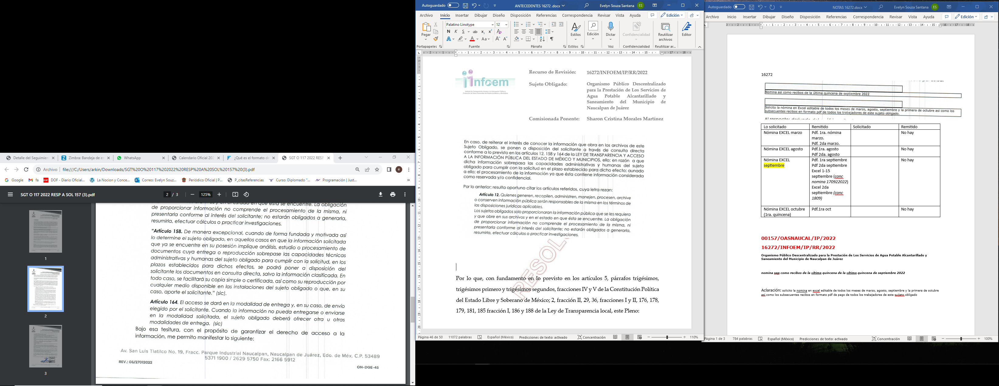 Detalle del Seguimien
Zimbra: Bandeja de en
WhatsApp
Calendario Oficial 202
¿Qué es el formato de
SGT O 117 2022 RESP
Archivo
file:///C:/Users/arkin/Downloads/SGT%20O%20117%202022%20RESP%20A%20SOL%20157%20(3).pdf
e
Google
fa
DOF - Diario Oficial...
La Nocion y Conce...
Correo: Evelyn Souz...
Periódico Oficial | P...
P_citasReferencias
Curso: Diplomado "...
Programación | Just...
SGT O 117 2022 RESP A SOL 157 (3).pdf
2 / 3
125%
1
2
3
de proporcionar información no comprende el procesamiento de la misma, ni
presentarla conforme al interés del solicitante; no estarán obligados a generarla,
resumirla, efectuar cálculos o practicar investigaciones.
"Artículo 158. De manera excepcional, cuando de forma fundada y motivada así
lo determine el sujeto obligado, en aquellos casos en que la información solicitada
que ya se encuentre en su posesión implique análisis, estudio o procesamiento de
documentos cuya entrega o reproducción sobrepase las capacidades técnicas
administrativas y humanas del sujeto obligado para cumplir con la solicitud, en los
plazos establecidos para dichos efectos, se podrá poner a disposición del
solicitante los documentos en consulta directa, salvo la información clasificada. En
todo caso, se facilitará su copia simple o certificada, así como su reproducción por
cualquier medio disponible en las instalaciones del sujeto obligado o que, en su
caso, aporte el solicitante." (sic).
Artículo 164. El acceso se dará en la modalidad de entrega y, en su caso, de envío
elegido por el solicitante. Cuando la información no pueda entregarse o enviarse
en la modalidad solicitada, el sujeto obligado deberá ofrecer otra u otras
modalidades de entrega. (sic)
Bajo esa tesitura, con el propósito de garantizar el derecho de acceso a la
información, me permito manifestar lo siguiente:
Av. San Luis Tlatilco No. 19, Fracc. Parque Industrial Naucalpan, Naucalpan de Juárez, Edo. de Méx. C.P. 53489
5371 1900 / 2629 5750 Fax: 2166 5912
REV.: 05/27012022
ON-DGE-45
Autoguardado
ANTECEDENTES 16272 .docx
Evelyn Souza Santana
ES
Archivo
Inicio
Insertar
Dibujar
Diseño
Disposición
Referencias
Correspondencia
Revisar
Vista
Ayuda
Edición
Pegar
Palatino Linotype
12
Estilos
Edición
Dictar
Confidencialidad
Reutilizar
archivos
Editor
Portapapeles
Fuente
Párrafo
Estilos
Voz
Confidencialidad
Reutilizar ar...
infoem
Instituto de Transparencia, Acceso a la Información Pública y
Protección de Datos Personales del Estado de México y Municipios
Recurso de Revisión: 16272/INFOEM/IP/RR/2022
Sujeto Obligado: Organismo Público Descentralizado
para la Prestación de Los Servicios de
Agua Potable Alcantarillado y
Saneamiento del Municipio de
Naucalpan de Juárez
Comisionada Ponente: Sharon Cristina Morales Martínez
En caso, de reiterar el interés de conocer la información que obra en los archivos de este
Sujeto Obligado, se ponen a disposición del solicitante a través de consulta directa
conforme a lo previsto en los artículos 12, 158 y 164 de la LEY DE TRANSPARENCIA Y ACCESO
A LA INFORMACIÓN PÚBLICA DEL ESTADO DE MÉXICO Y MUNICIPIOS, ello; en razón a que
dicha información sobrepasa las capacidades administrativas y humanas del sujeto
obligado para cumplir con la solicitud en el plazo establecido para dicho efecto; aunado
a ello; el procesamiento de la información ya que ésta contiene información considerada
como reservada y/o confidencial.
Por lo anterior; resulta oportuno citar los artículos referidos, cuya letra rezan:
Artículo 12. Quienes generen, recopilen, administren, manejen, procesen, archive
o conserven información pública serán responsables de la misma en los términos de
las disposiciones jurídicas aplicables.
Los sujetos obligados solo proporcionaran la información pública que se les requiera
y que obre en sus archivos y en el estado en que ésta se encuentre. La obligación
de proporcionar información no comprende el procesamiento de la misma, ni
presentarla conforme al interés del solicitante; no estarán obligados a generarla,
resumirla, efectuar cálculos o practicar investigaciones.
RESOL
Por lo que, con fundamento en lo previsto en los artículos 5, párrafos trigésimos,
trigésimos primero y trigésimos segundos, fracciones IV y V de la Constitución Política
del Estado Libre y Soberano de México; 2, fracción II, 29, 36, fracciones I y II, 176, 178,
179, 181, 185 fracción I, 186 y 188 de la Ley de Transparencia local, este Pleno:
Página 46 de 50
11072 palabras
Español (México)
Predicciones de texto: activado
Concentración
110%
Autoguardado
NOTAS 16272.docx
Evelyn Souza Santana
ES
Archivo
Inicio
Insertar
Dibujar
Diseño
Disposición
Referencias
Correspondencia
Revisar
Vista
Ayuda
Edición
16272
Nomina asi como recibos de la última quincena de septiembre 2022
Solicito la nómina en Excel editable de todos los meses de marzo, agosto, septiembre y la primera de octubre asi como los
subsecuentes recibos en formato pdf de todos los trabajadores de este sujeto obligado.
Lo solicitado
Remitido
Solicitado
Remitido
Nómina EXCEL marzo
Pdf. 1ra. nómina
marzo.
Pdf. 2da marzo.
No hay
Nómina EXCEL agosto
Pdf.1ra. agosto
Pdf 2da. agosto
No hay
Nómina EXCEL
septiembre
Pdf. 1ra septiembre
Pdf 2da septiembre
Excel 1-15
septiembre (conc
nomina 170922022)
Excel 2da
septiembre (conc
1809)
No hay
Nómina EXCEL octubre
(1ra. quincena)
Pdf.1ra oct
No hay
00157/OASNAUCAL/IP/2022
16272/INFOEM/IP/RR/2022
Organismo Público Descentralizado para la Prestación de Los Servicios de Agua Potable Alcantarillado y
Saneamiento del Municipio de Naucalpan de Juárez
nomina sep como recibos de la ultima quincena de la ultima quincena de septiembre 2022
Aclaración: solicito la nomina en excel editable de todos los meses de marzo, agosto, septiembre y la primera de octubre
asi como los subsecuentes recibos en formato pdf de pago de todos los trabajadores de este suijeto obligado
Página 1 de 3
784 palabras
Español (México)
Predicciones de texto: activado
Concentración
100%